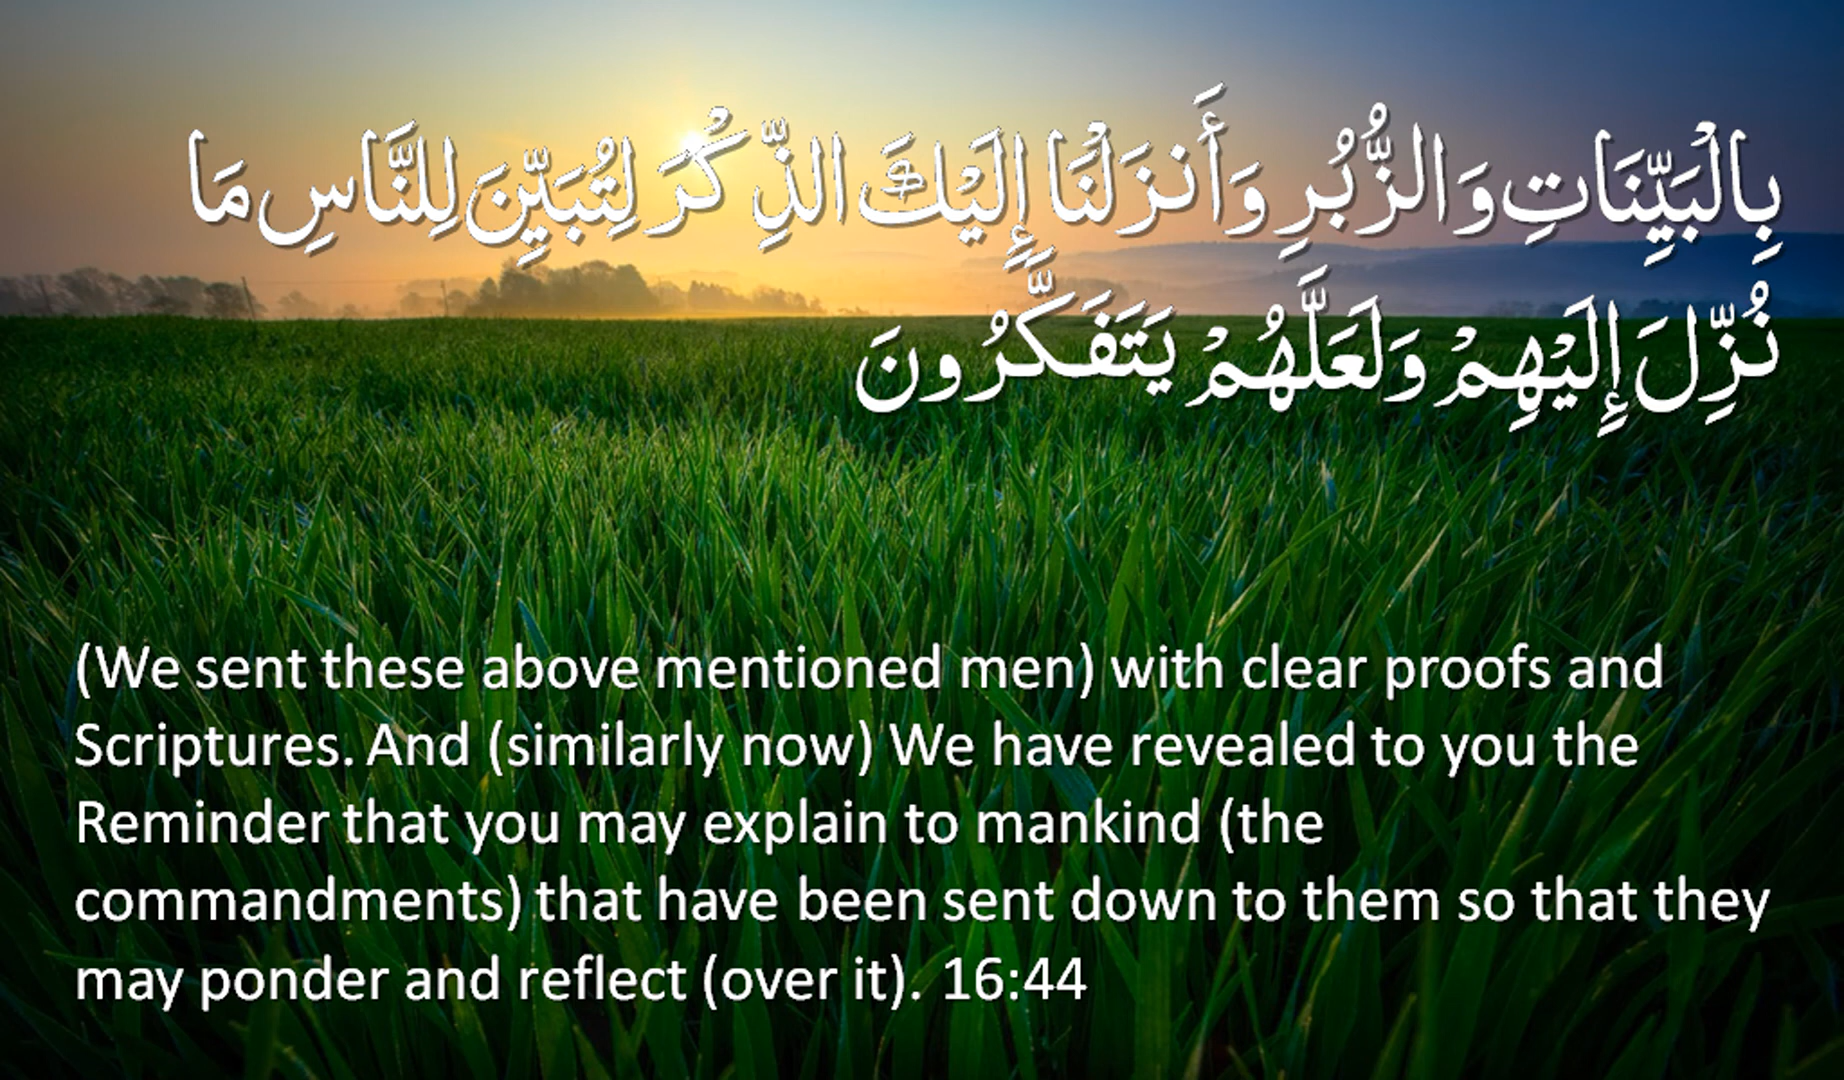 بِالْبَيِّنَاتِ وَالزُّبُرِ وَأَنزَلْنَا إِلَيْكَ الذِّكْرَ لِتُبَيِّنَ لِلنَّاسِ مَا
نُزِّلَ إِلَيْهِمْ وَلَعَلَّهُمْ يَتَفَكَّرُونَ
(We sent these above mentioned men) with clear proofs and
Scriptures. And (similarly now) We have revealed to you the
Reminder that you may explain to mankind (the
commandments) that have been sent down to them so that they
may ponder and reflect (over it). 16:44